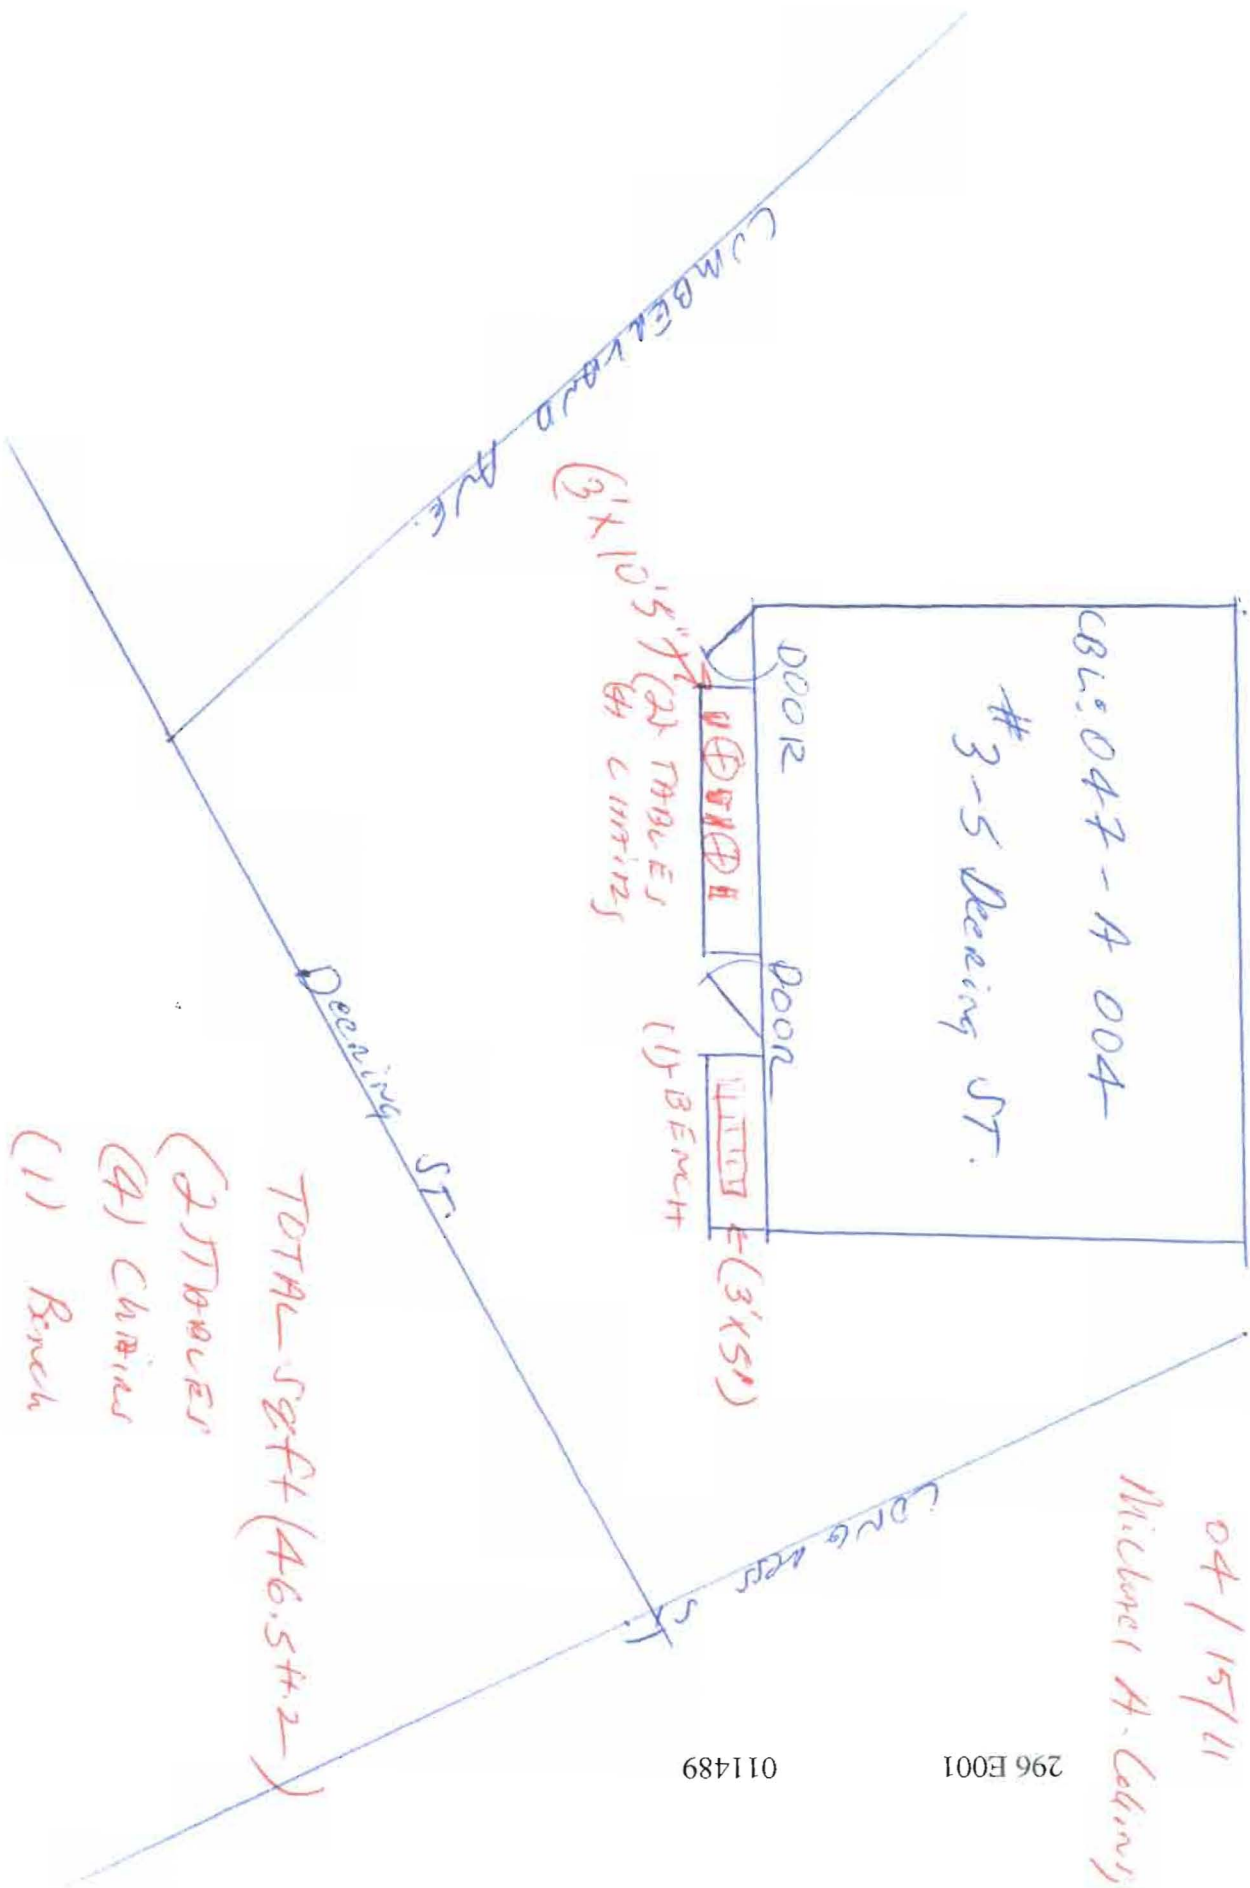 04/15/11
Michael A. Collins
CBL: 047-A 004
#3-5 Deering ST.
DOOR
DOOR
(3'X10'5") (2) TABLES
(4) CHAIRS
(1) BENCH
(3'X5')
CUMBERLAND AVE.
Deering ST.
CONGRESS ST.
TOTAL-SqFt (46.5ft.2)
(2) TABLES
(4) Chairs
(1) Bench
296 E001
011489